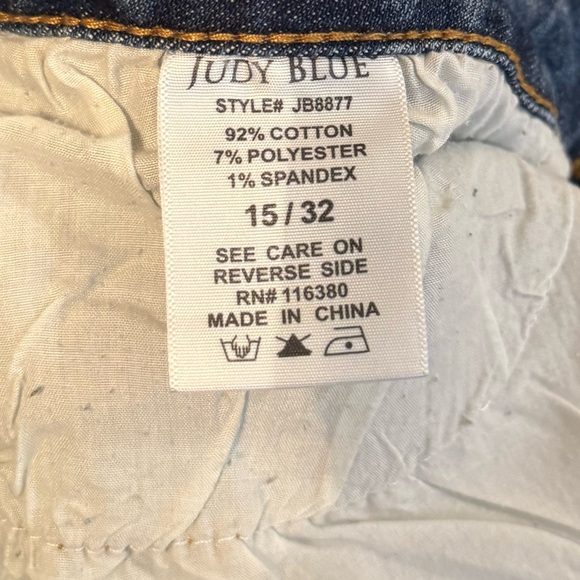 JUDY BLUE
STYLE# JB8877
92% COTTON
7% POLYESTER
1% SPANDEX
15 / 32
SEE CARE ON
REVERSE SIDE
RN# 116380
MADE IN CHINA